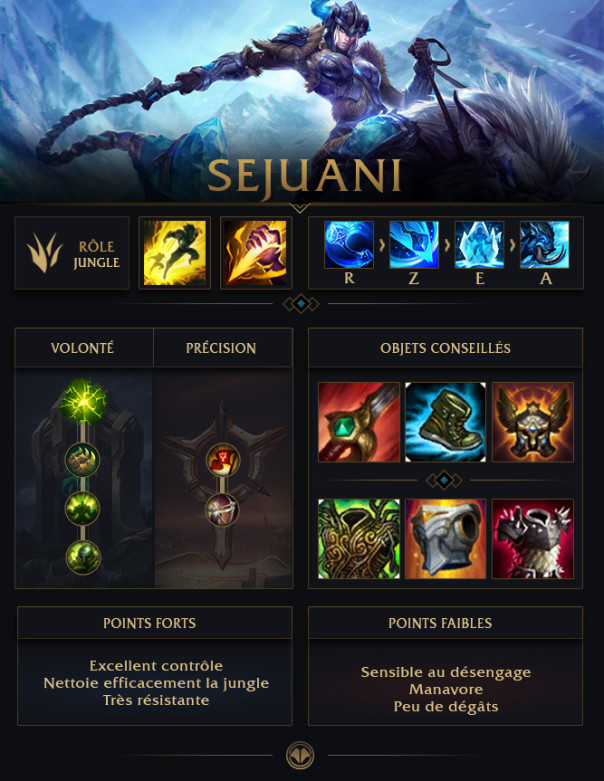 SEJUANI
RÔLE
JUNGLE
R
Z
E
A
VOLONTÉ
PRÉCISION
OBJETS CONSEILLÉS
POINTS FORTS
Excellent contrôle
Nettoie efficacement la jungle
Très résistante
POINTS FAIBLES
Sensible au désengage
Manavore
Peu de dégâts